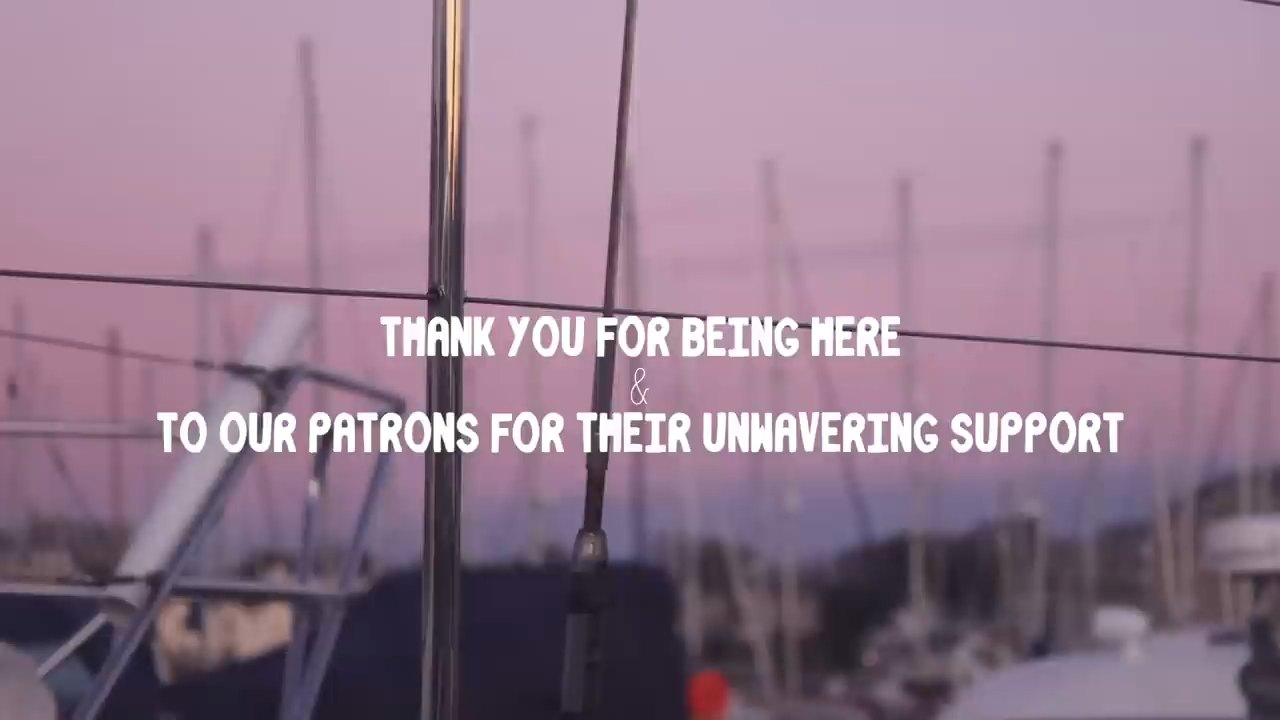 THANK YOU FOR BEING HERE
&
TO OUR PATRONS FOR THEIR UNWAVERING SUPPORT